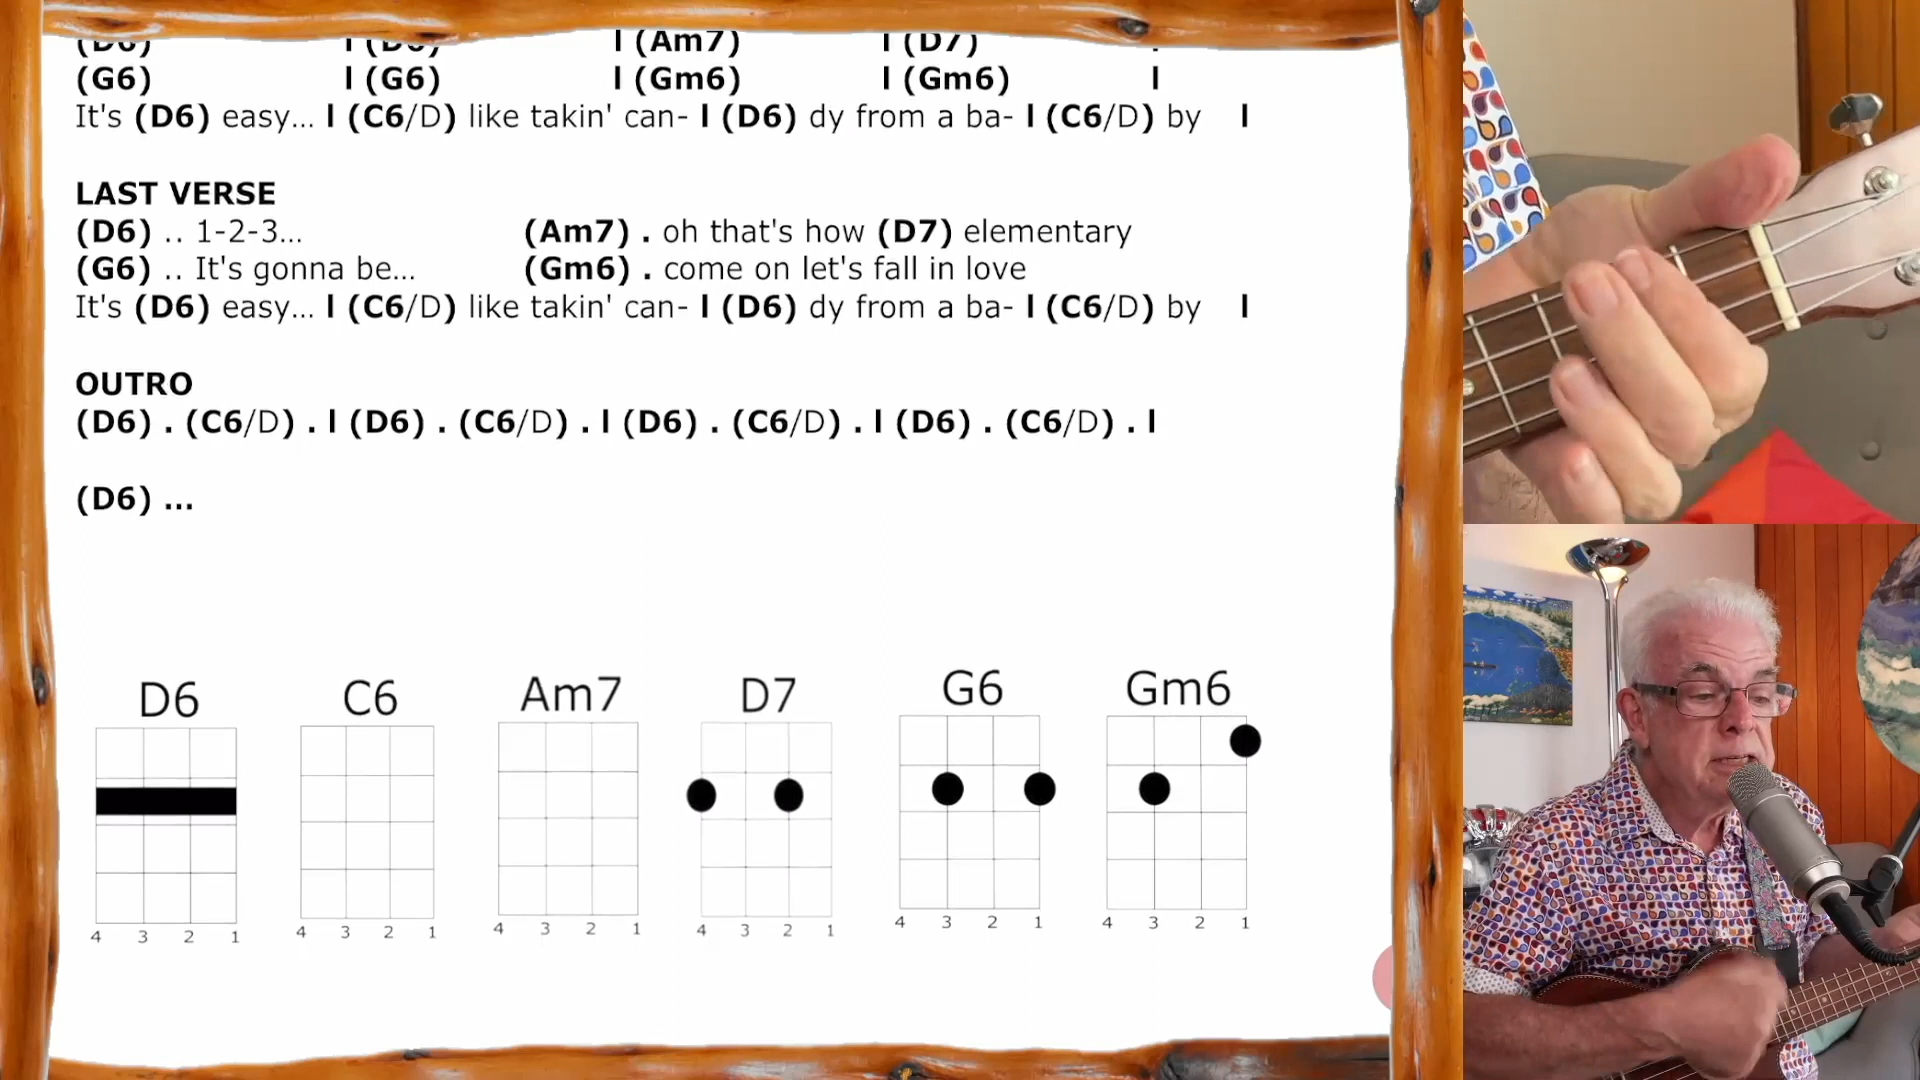 (D6) l (D6) l (Am7) l (D7) l
(G6) l (G6) l (Gm6) l (Gm6) l
It's (D6) easy... l (C6/D) like takin' can- l (D6) dy from a ba- l (C6/D) by l
LAST VERSE
(D6) .. 1-2-3... (Am7) . oh that's how (D7) elementary
(G6) .. It's gonna be... (Gm6) . come on let's fall in love
It's (D6) easy... l (C6/D) like takin' can- l (D6) dy from a ba- l (C6/D) by l
OUTRO
(D6) . (C6/D) . l (D6) . (C6/D) . l (D6) . (C6/D) . l (D6) . (C6/D) . l
(D6) ...
D6 C6 Am7 D7 G6 Gm6
4 3 2 1 4 3 2 1 4 3 2 1 4 3 2 1 4 3 2 1 4 3 2 1